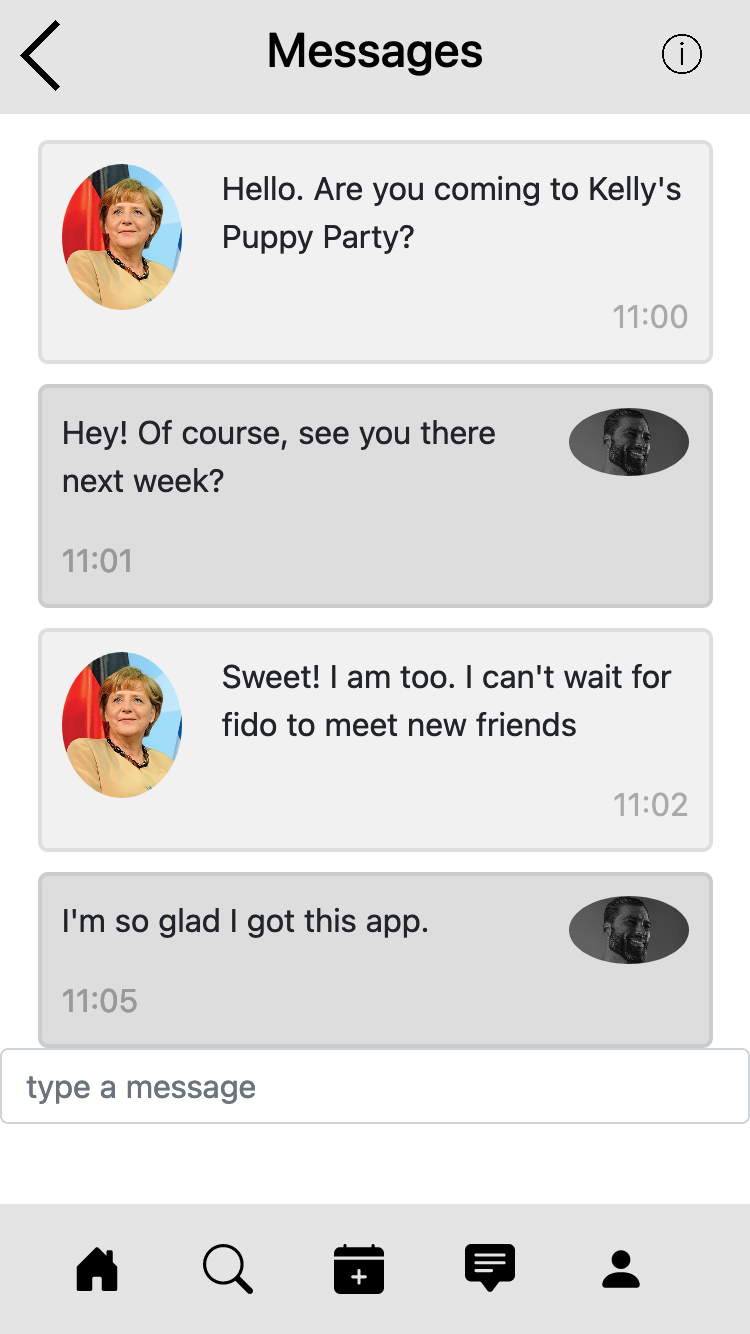 Messages
Hello. Are you coming to Kelly's
Puppy Party?
11:00
Hey! Of course, see you there
next week?
11:01
Sweet! I am too. I can't wait for
fido to meet new friends
11:02
I'm so glad I got this app.
11:05
type a message